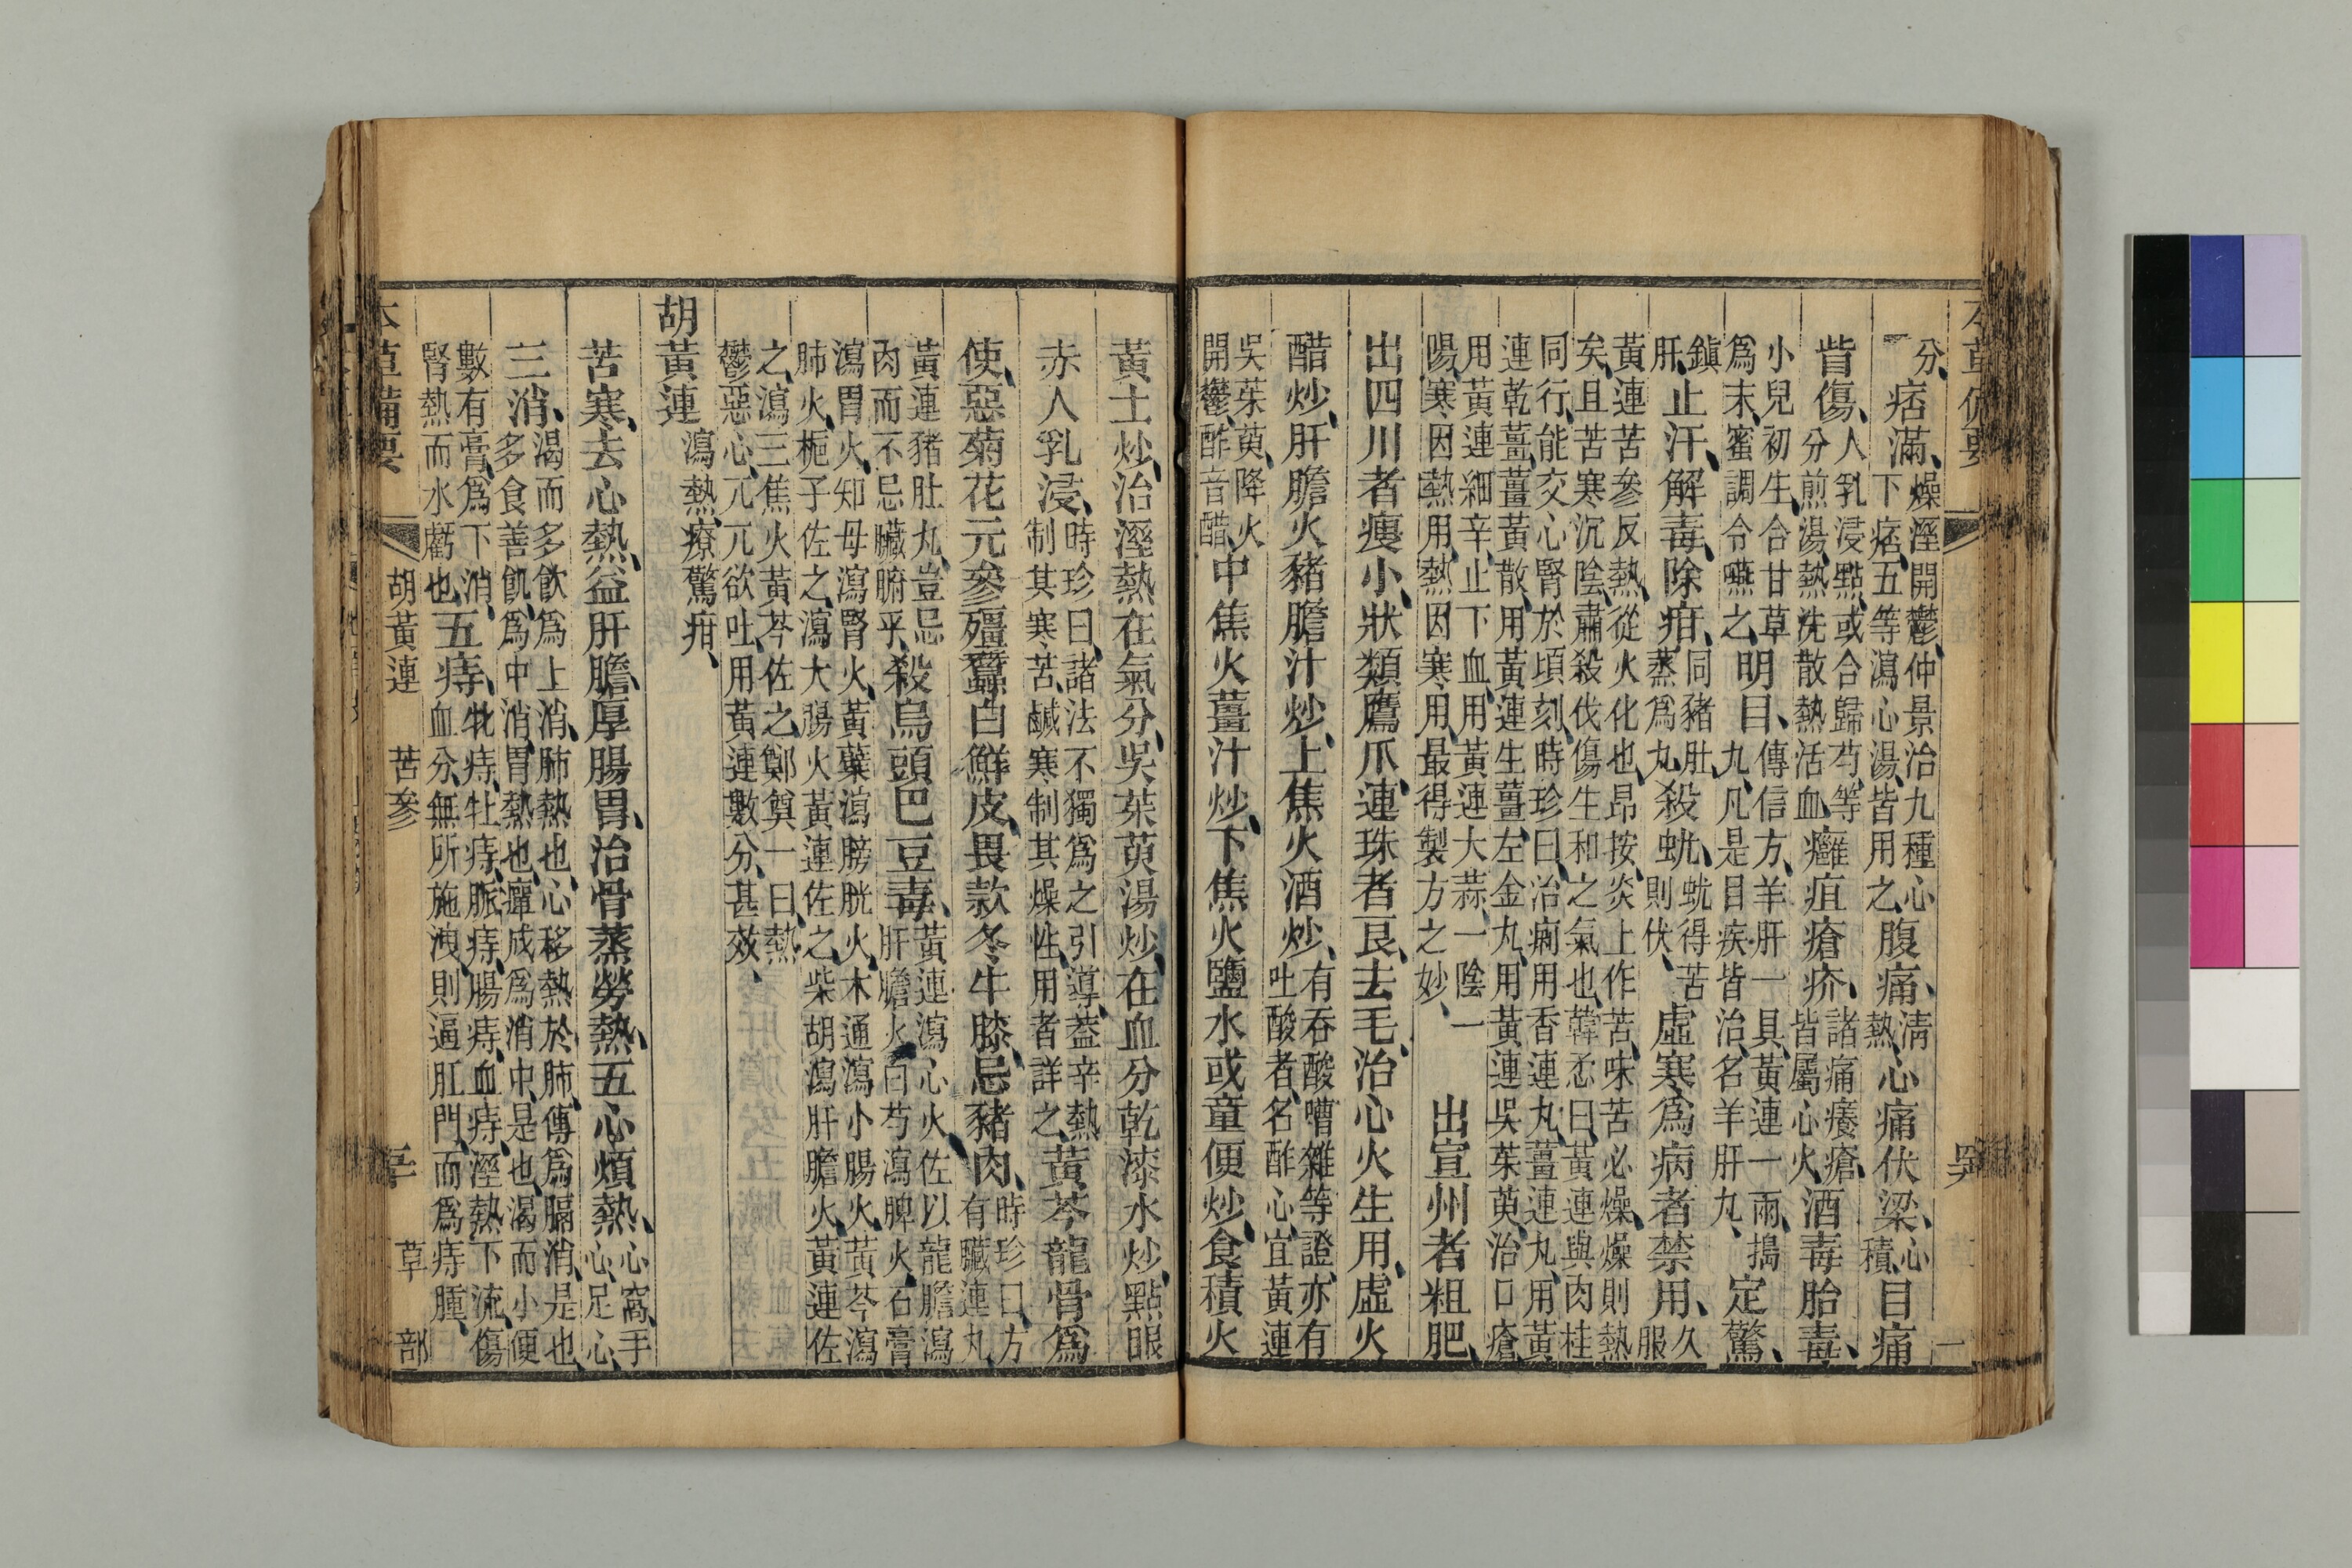 本草備要
分、痞滿、燥溼開鬱、仲景治九種心下痞、五等瀉心湯、皆用之、腹痛、淸熱、心痛伏梁、心積、目痛
眥傷、人乳浸點、或合歸芍等分煎湯、熱洗散熱活血、癰疽瘡疥、諸痛癢瘡、皆屬心火、酒毒胎毒、
小兒初生、合甘草爲末、蜜調令嚥之、明目、傳信方、羊肝一具、黃連一兩、搗丸、凡是目疾皆治、名羊肝丸、定驚、
鎭肝、止汗解毒、除疳、同豬肚蒸爲丸、殺蚘、蚘得苦則伏、虛寒爲病者禁用、久服
黃連苦參反熱、從火化也、昂按、炎上作苦、味苦必燥、燥則熱矣、且苦寒沉陰肅殺、伐傷生和之氣也、韓懋曰、黃連與肉桂
同行、能交心腎於頃刻、時珍曰、治痢用香連丸、薑連丸、用黃連乾薑、薑黃散、用黃連生薑、左金丸、用黃連吳茱萸、治口瘡、
用黃連細辛、止下血、用黃連大蒜、一陰一陽、寒因熱用、熱因寒用、最得製方之妙、出宣州者粗肥、
出四川者瘦小、狀類鷹爪、連珠者良、去毛、治心火生用、虛火
醋炒、肝膽火豬膽汁炒、上焦火酒炒、有吞酸嘈雜等證、亦有吐酸者、名酢心、宜黃連
吳茱萸、降火開鬱、酢音醋、中焦火薑汁炒、下焦火鹽水或童便炒、食積火
黃土炒、治溼熱在氣分、吳茱萸湯炒、在血分乾漆水炒、點眼
赤人乳浸、時珍曰、諸法不獨爲之引導、蓋辛熱制其寒苦、鹹寒制其燥性、用者詳之、黃芩龍骨爲
使、惡菊花元參殭蠶白鮮皮、畏款冬牛膝、忌豬肉、時珍曰、方有臟連丸、
黃連豬肚丸、豈忌肉而不忌臟腑乎、殺烏頭巴豆毒、黃連瀉心火、佐以龍膽瀉肝膽火、白芍瀉脾火、石膏
瀉胃火、知母瀉腎火、黃蘗瀉膀胱火、木通瀉小腸火、黃芩瀉肺火、梔子佐之、瀉大腸火、黃連佐之、柴胡瀉肝膽火、黃連佐
之、瀉三焦火、黃芩佐之、鄭奠一曰、熱鬱惡心、兀兀欲吐、用黃連數分、甚效、
胡黃連 瀉熱、療驚疳、
苦寒、去心熱、益肝膽、厚腸胃、治骨蒸勞熱、五心煩熱、心窩、手心、足心、
三消、渴而多飮爲上消、肺熱也、心移熱於肺、傳爲膈消、是也、多食善飢、爲中消、胃熱也、癉成爲消中、是也、渴而小便
數有膏、爲下消、腎熱而水虧也、五痔、牝痔、牡痔、脈痔、腸痔、血痔、溼熱下流、傷血分、無所施洩、則逼肛門、而爲痔腫、
本草備要 胡黃連 苦參 草部